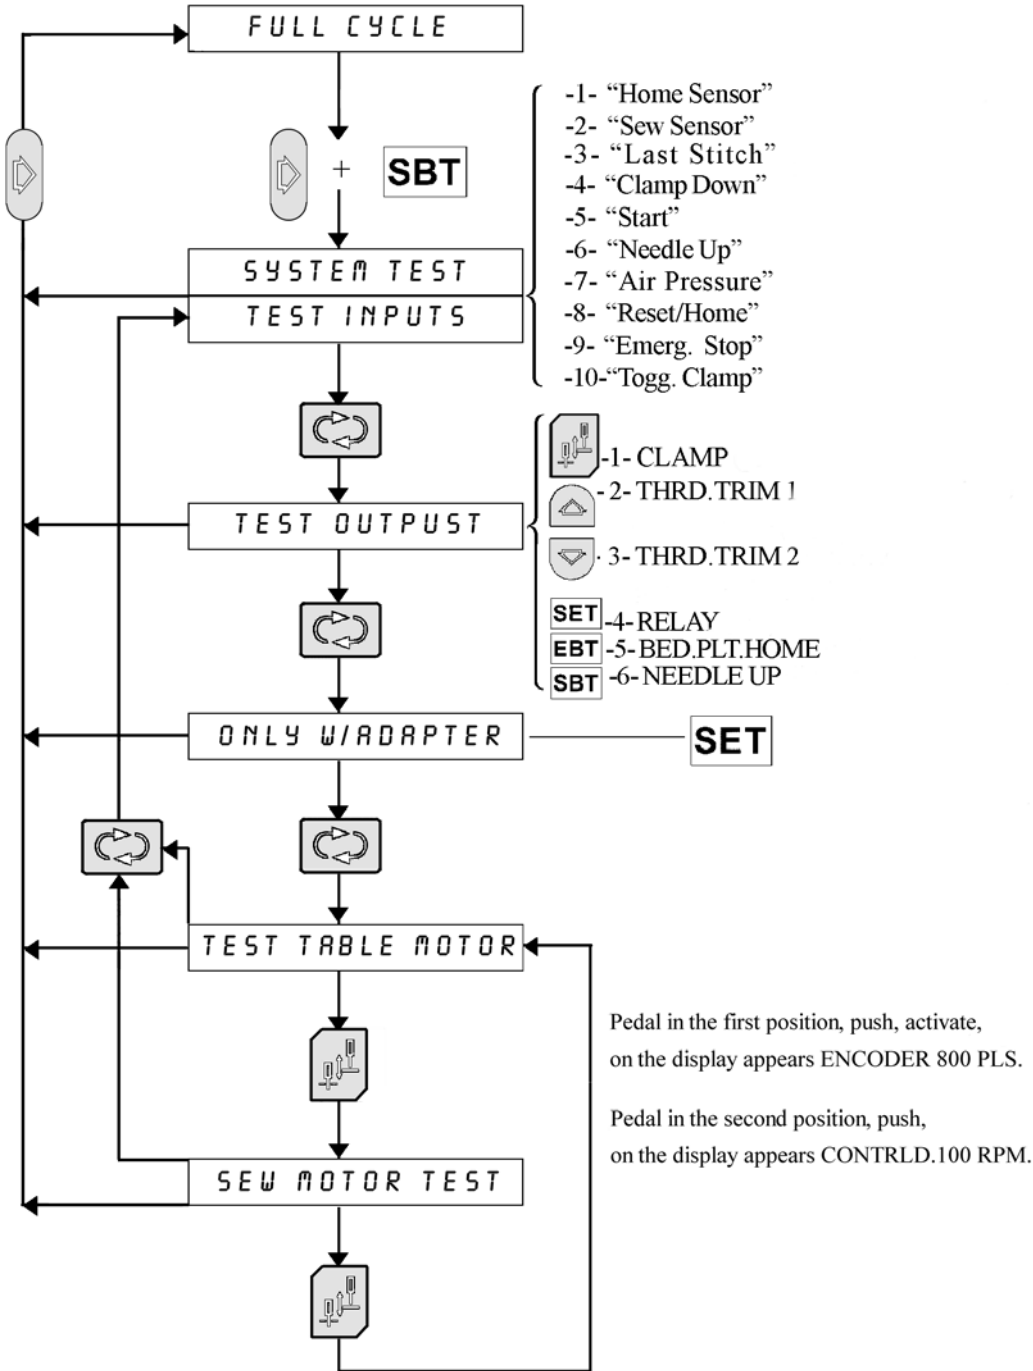 FULL CYCLE
+ SBT
-1- “Home Sensor”
-2- “Sew Sensor”
-3- “Last Stitch”
-4- “Clamp Down”
-5- “Start”
-6- “Needle Up”
-7- “Air Pressure”
-8- “Reset/Home”
-9- “Emerg. Stop”
-10-“Togg. Clamp”
SYSTEM TEST
TEST INPUTS
-1- CLAMP
- 2- THRD.TRIM 1
. 3- THRD.TRIM 2
SET -4- RELAY
EBT -5- BED.PLT.HOME
SBT -6- NEEDLE UP
TEST OUTPUST
ONLY W/ADAPTER
SET
TEST TABLE MOTOR
Pedal in the first position, push, activate,
on the display appears ENCODER 800 PLS.
Pedal in the second position, push,
on the display appears CONTRLD.100 RPM.
SEW MOTOR TEST